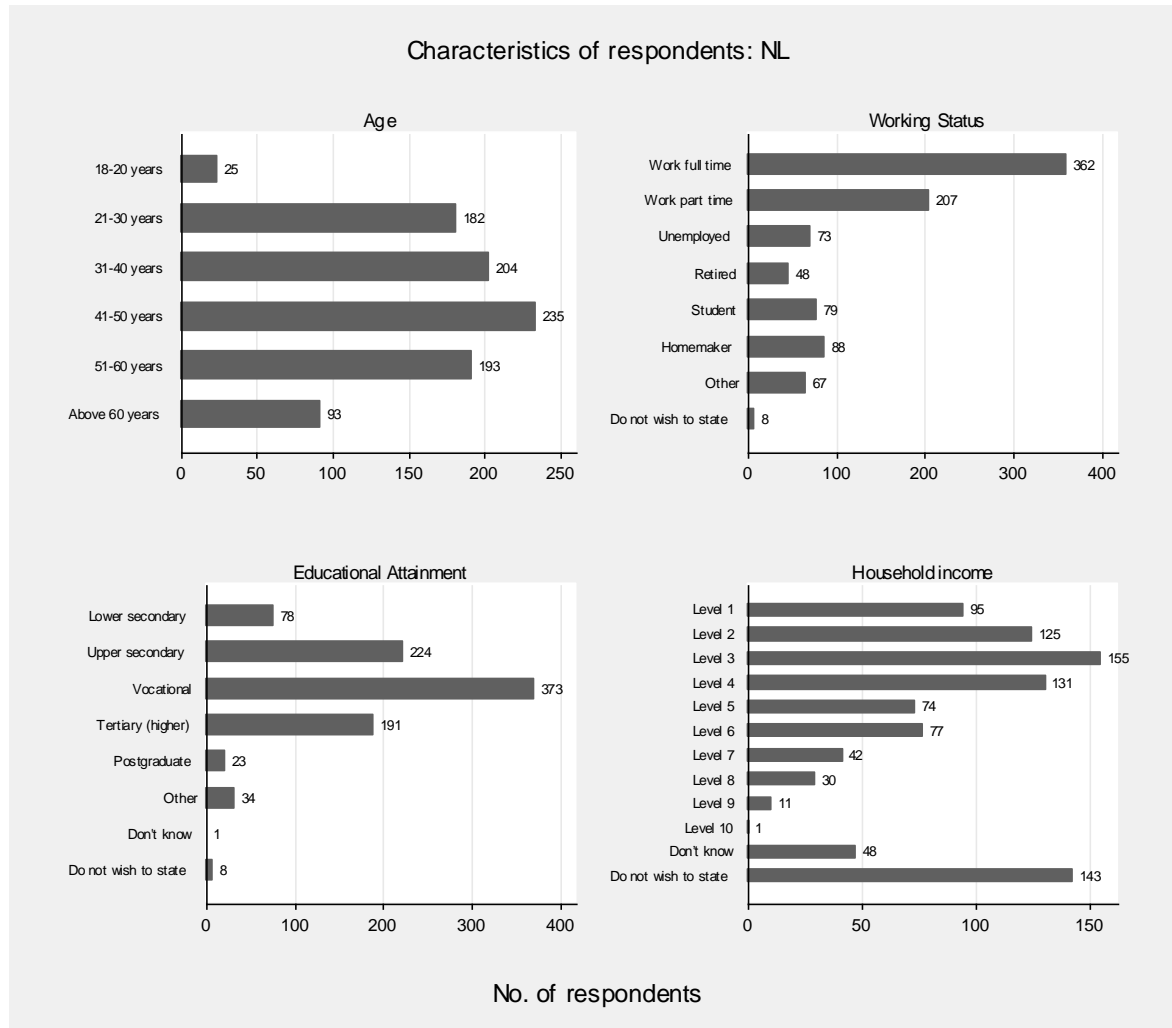 Characteristics of respondents: NL
Age
18-20 years 25
21-30 years 182
31-40 years 204
41-50 years 235
51-60 years 193
Above 60 years 93
0 50 100 150 200 250
Working Status
Work full time 362
Work part time 207
Unemployed 73
Retired 48
Student 79
Homemaker 88
Other 67
Do not wish to state 8
0 100 200 300 400
Educational Attainment
Lower secondary 78
Upper secondary 224
Vocational 373
Tertiary (higher) 191
Postgraduate 23
Other 34
Don't know 1
Do not wish to state 8
0 100 200 300 400
Household income
Level 1 95
Level 2 125
Level 3 155
Level 4 131
Level 5 74
Level 6 77
Level 7 42
Level 8 30
Level 9 11
Level 10 1
Don't know 48
Do not wish to state 143
0 50 100 150
No. of respondents